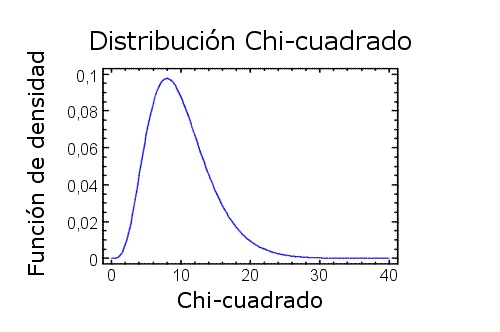 Distribución Chi-cuadrado
Función de densidad
0,1
0,08
0,06
0,04
0,02
0
0 10 20 30 40
Chi-cuadrado